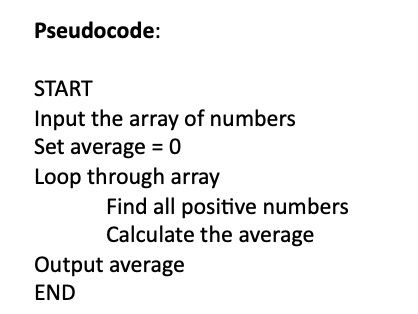 Pseudocode:
START
Input the array of numbers
Set average = 0
Loop through array
Find all positive numbers
Calculate the average
Output average
END